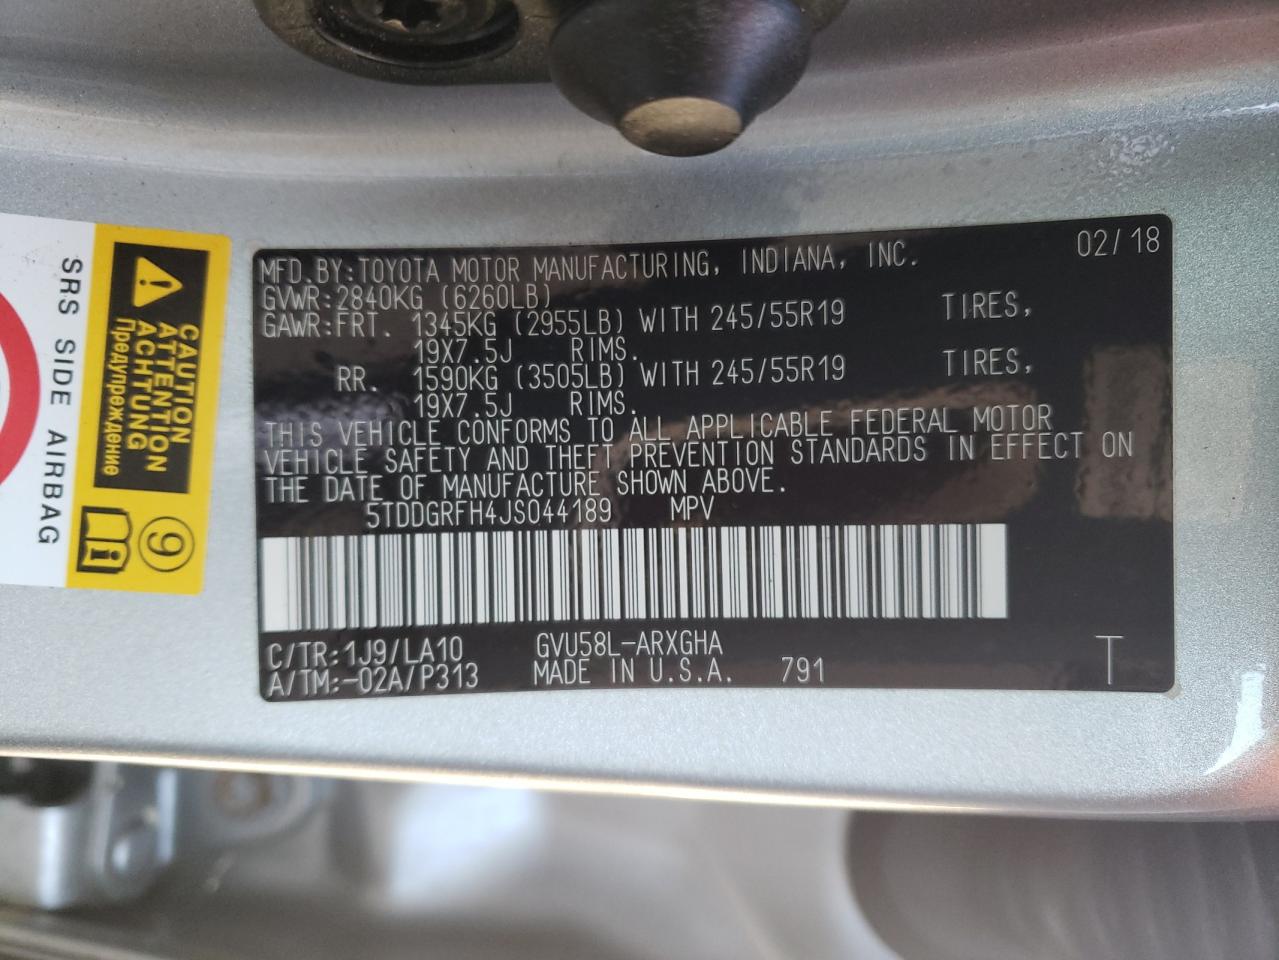 MFD. BY:TOYOTA MOTOR MANUFACTURING, INDIANA, INC. 02/18
GVWR:2840KG (6260LB)
GAWR:FRT. 1345KG (2955LB) WITH 245/55R19 TIRES,
19X7.5J RIMS.
RR. 1590KG (3505LB) WITH 245/55R19 TIRES,
19X7.5J RIMS.
THIS VEHICLE CONFORMS TO ALL APPLICABLE FEDERAL MOTOR
VEHICLE SAFETY AND THEFT PREVENTION STANDARDS IN EFFECT ON
THE DATE OF MANUFACTURE SHOWN ABOVE.
5TDDGRFH4JS044189 MPV
C/TR:1J9/LA10 GVU58L-ARXGHA
A/TM:-02A/P313 MADE IN U.S.A. 791 T
CAUTION
ATTENTION
ACHTUNG
Предупреждение
9
SRS SIDE AIRBAG